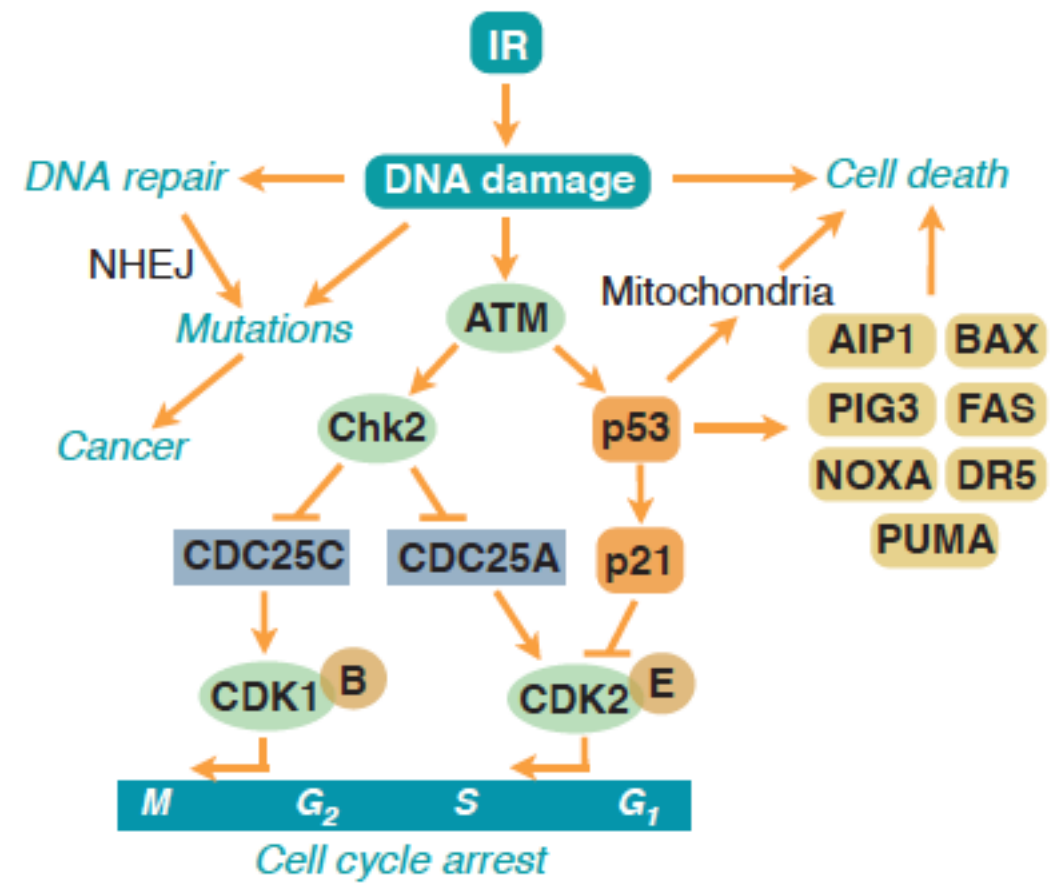 IR
DNA repair
DNA damage
Cell death
NHEJ
Mitochondria
Mutations
ATM
AIP1 BAX
Cancer
Chk2
p53
PIG3 FAS
NOXA DR5
PUMA
CDC25C
CDC25A
p21
CDK1 B
CDK2 E
M G2 S G1
Cell cycle arrest